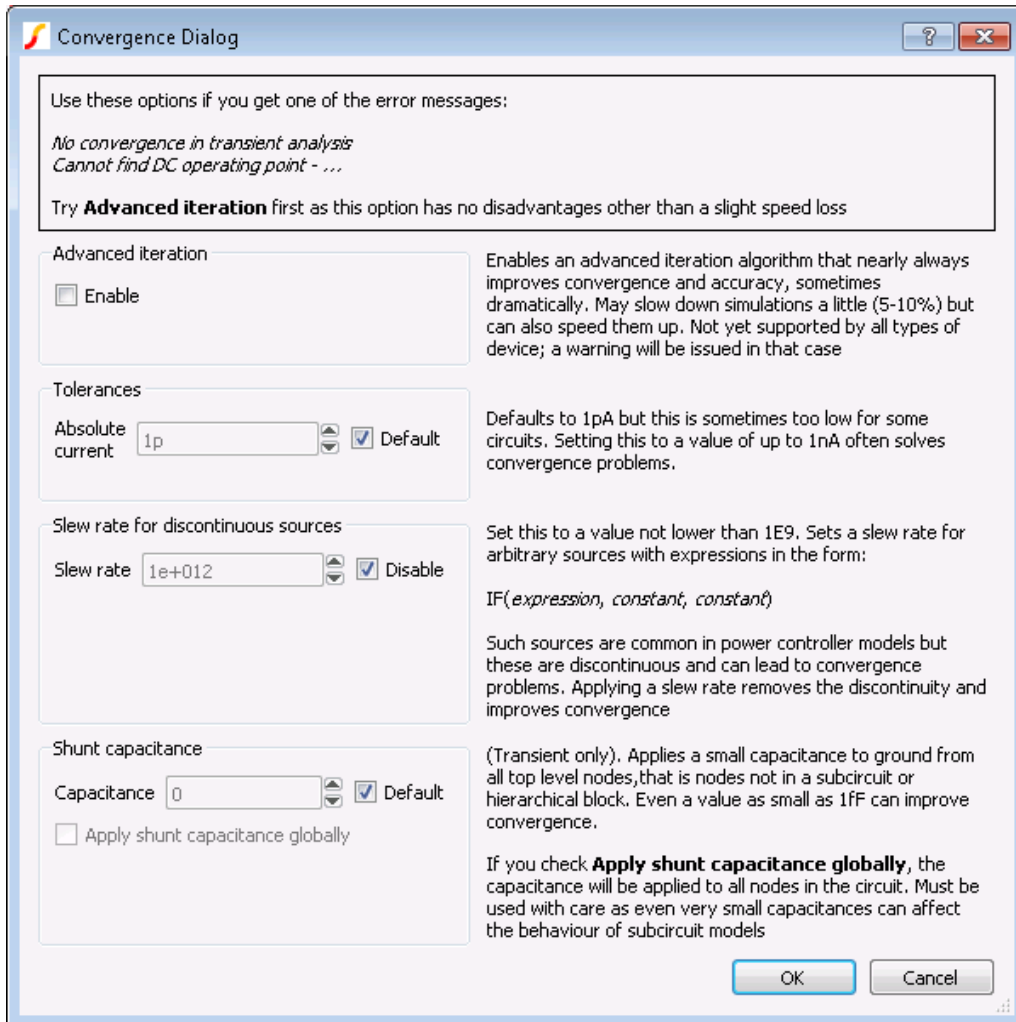 Convergence Dialog
Use these options if you get one of the error messages:
No convergence in transient analysis
Cannot find DC operating point - ...
Try Advanced iteration first as this option has no disadvantages other than a slight speed loss
Advanced iteration
Enable
Enables an advanced iteration algorithm that nearly always
improves convergence and accuracy, sometimes
dramatically. May slow down simulations a little (5-10%) but
can also speed them up. Not yet supported by all types of
device; a warning will be issued in that case
Tolerances
Absolute
current
1p
Default
Defaults to 1pA but this is sometimes too low for some
circuits. Setting this to a value of up to 1nA often solves
convergence problems.
Slew rate for discontinuous sources
Slew rate
1e+012
Disable
Set this to a value not lower than 1E9. Sets a slew rate for
arbitrary sources with expressions in the form:
IF(expression, constant, constant)
Such sources are common in power controller models but
these are discontinuous and can lead to convergence
problems. Applying a slew rate removes the discontinuity and
improves convergence
Shunt capacitance
Capacitance
0
Default
Apply shunt capacitance globally
(Transient only). Applies a small capacitance to ground from
all top level nodes,that is nodes not in a subcircuit or
hierarchical block. Even a value as small as 1fF can improve
convergence.
If you check Apply shunt capacitance globally, the
capacitance will be applied to all nodes in the circuit. Must be
used with care as even very small capacitances can affect
the behaviour of subcircuit models
OK
Cancel